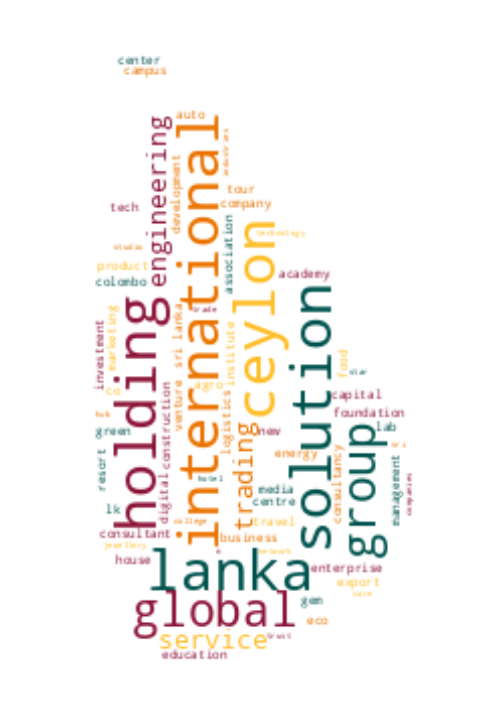 center
campus
auto
engineering
international
development
tour
company
tech
association
technology
studio
product
colombo
academy
ceylon
holding
solution
trade
sri lanka
investment
marketing
institute
food
star
agro
co
venture
capital
foundation
hub
green
construction
logistics
new
trading
lab
group
energy
resort
digital
hotel
media
centre
consultancy
management
companies
lk
college
travel
consultant
business
jewellery
network
house
lanka
enterprise
export
care
global
gem
eco
service
trust
education